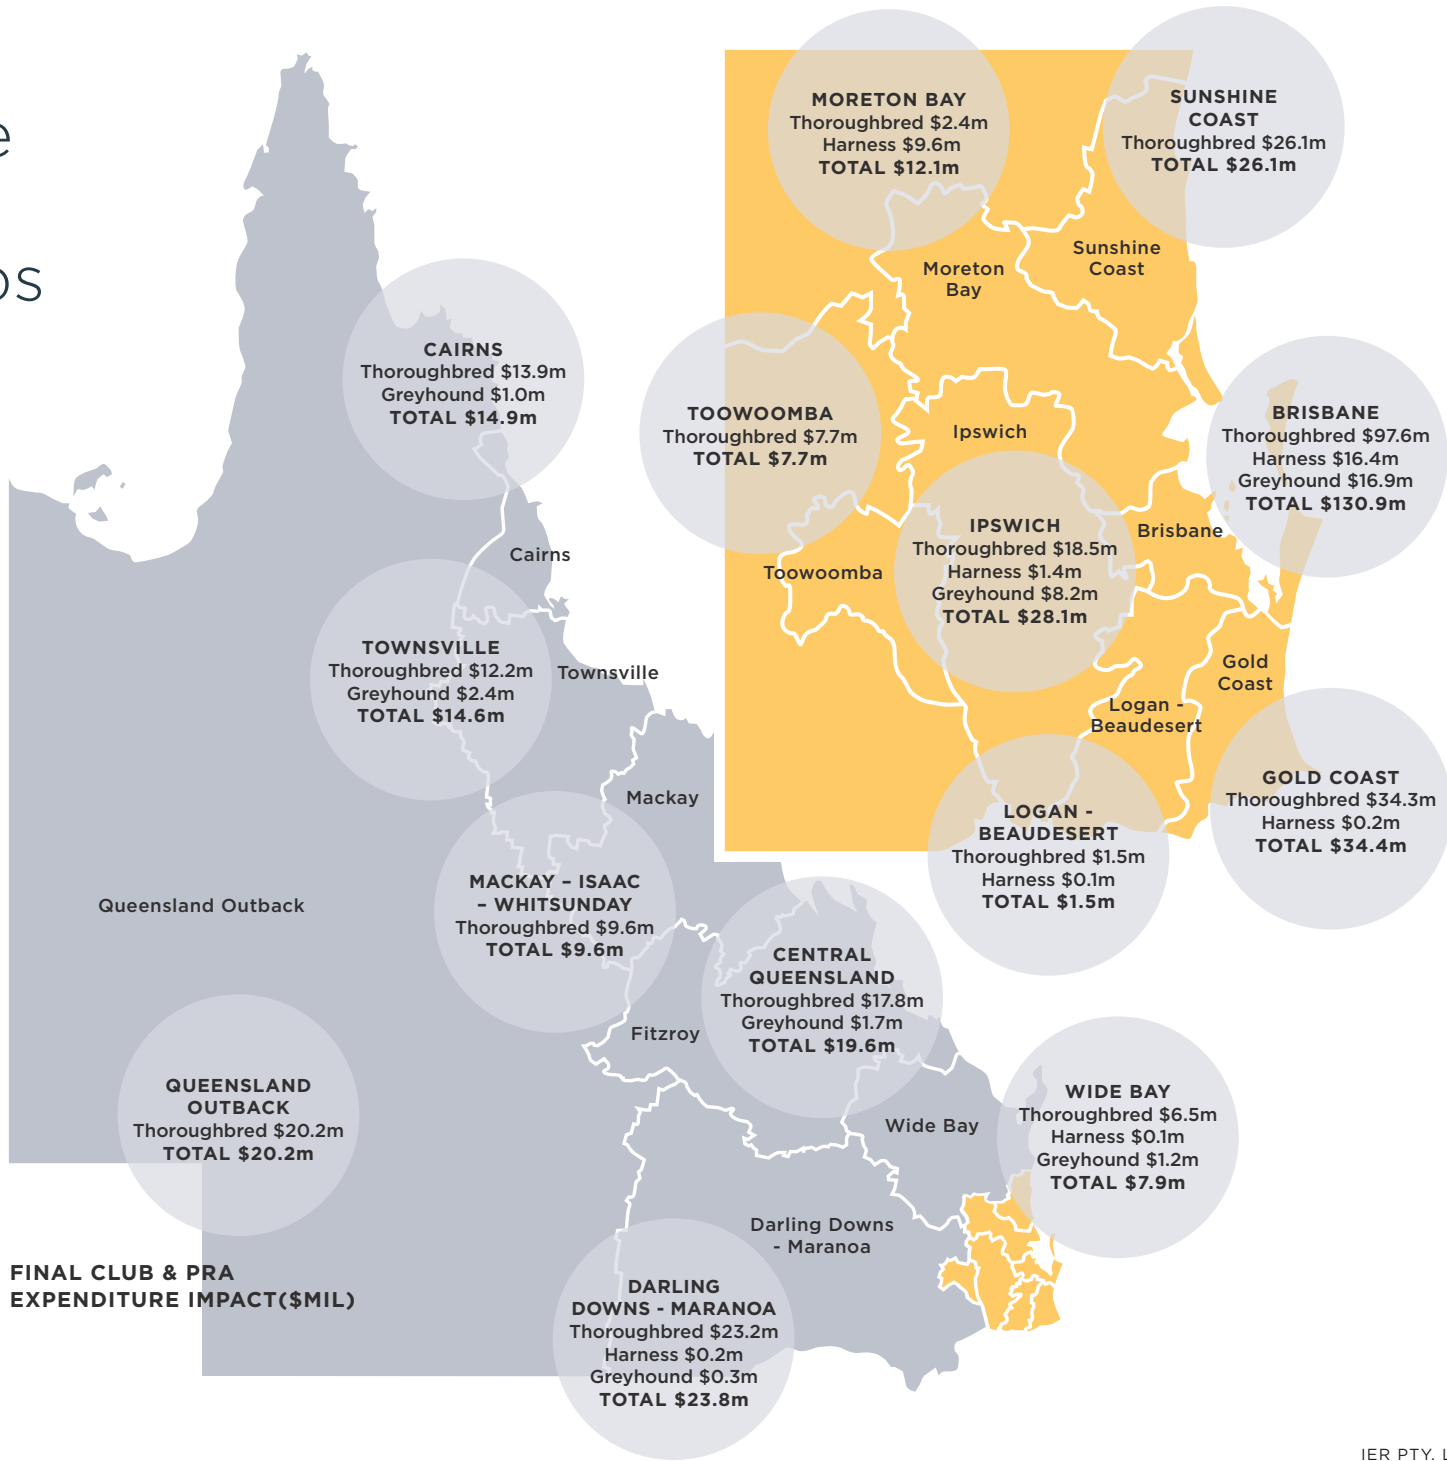 MORETON BAY
Thoroughbred $2.4m
Harness $9.6m
TOTAL $12.1m
SUNSHINE
COAST
Thoroughbred $26.1m
TOTAL $26.1m
Sunshine
Coast
Moreton
Bay
CAIRNS
Thoroughbred $13.9m
Greyhound $1.0m
TOTAL $14.9m
TOOWOOMBA
Thoroughbred $7.7m
TOTAL $7.7m
Ipswich
BRISBANE
Thoroughbred $97.6m
Harness $16.4m
Greyhound $16.9m
TOTAL $130.9m
IPSWICH
Thoroughbred $18.5m
Harness $1.4m
Greyhound $8.2m
TOTAL $28.1m
Brisbane
Cairns
Toowoomba
TOWNSVILLE
Thoroughbred $12.2m
Greyhound $2.4m
TOTAL $14.6m
Townsville
Gold
Coast
Logan -
Beaudesert
GOLD COAST
Thoroughbred $34.3m
Harness $0.2m
TOTAL $34.4m
Mackay
LOGAN -
BEAUDESERT
Thoroughbred $1.5m
Harness $0.1m
TOTAL $1.5m
MACKAY – ISAAC
– WHITSUNDAY
Thoroughbred $9.6m
TOTAL $9.6m
Queensland Outback
CENTRAL
QUEENSLAND
Thoroughbred $17.8m
Greyhound $1.7m
TOTAL $19.6m
Fitzroy
QUEENSLAND
OUTBACK
Thoroughbred $20.2m
TOTAL $20.2m
WIDE BAY
Thoroughbred $6.5m
Harness $0.1m
Greyhound $1.2m
TOTAL $7.9m
Wide Bay
Darling Downs
- Maranoa
FINAL CLUB & PRA
EXPENDITURE IMPACT($MIL)
DARLING
DOWNS - MARANOA
Thoroughbred $23.2m
Harness $0.2m
Greyhound $0.3m
TOTAL $23.8m
IER PTY. L